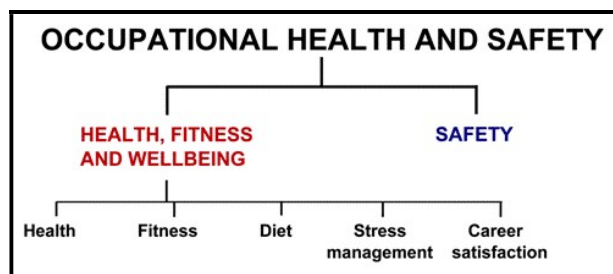 OCCUPATIONAL HEALTH AND SAFETY
HEALTH, FITNESS
AND WELLBEING
SAFETY
Health
Fitness
Diet
Stress
management
Career
satisfaction